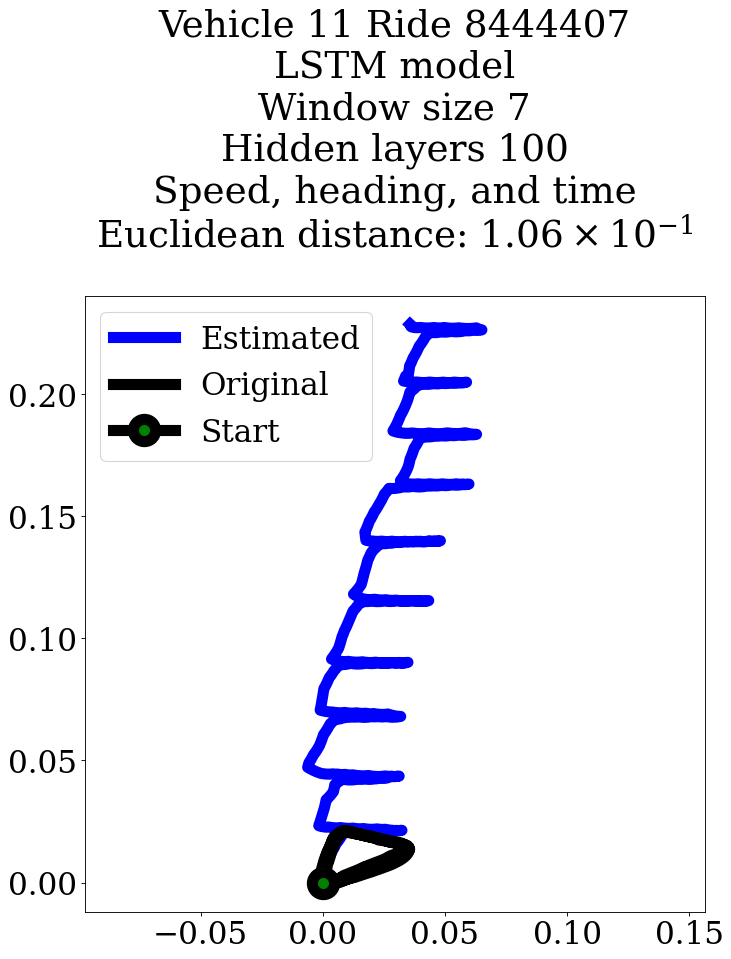 Vehicle 11 Ride 8444407
LSTM model
Window size 7
Hidden layers 100
Speed, heading, and time
Euclidean distance: 1.06 × 10⁻¹
Estimated
Original
Start
0.20
0.15
0.10
0.05
0.00
−0.05 0.00 0.05 0.10 0.15